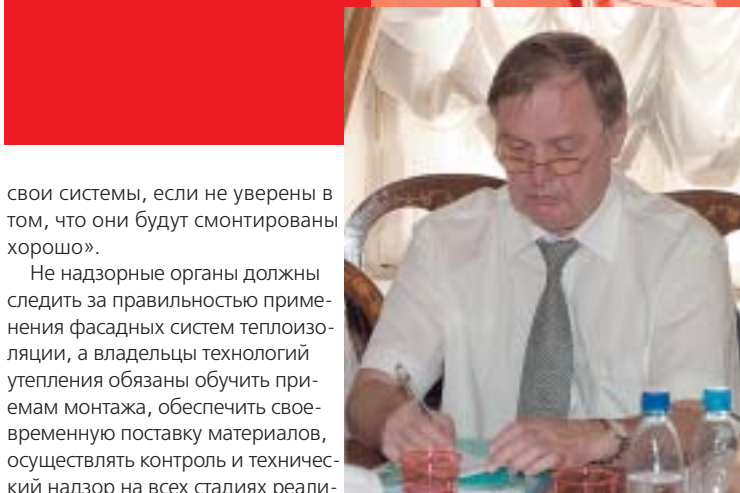 свои системы, если не уверены в
том, что они будут смонтированы
хорошо».
Не надзорные органы должны
следить за правильностью приме-
нения фасадных систем теплоизо-
ляции, а владельцы технологий
утепления обязаны обучить при-
емам монтажа, обеспечить свое-
временную поставку материалов,
осуществлять контроль и техничес-
кий надзор на всех стадиях реали-